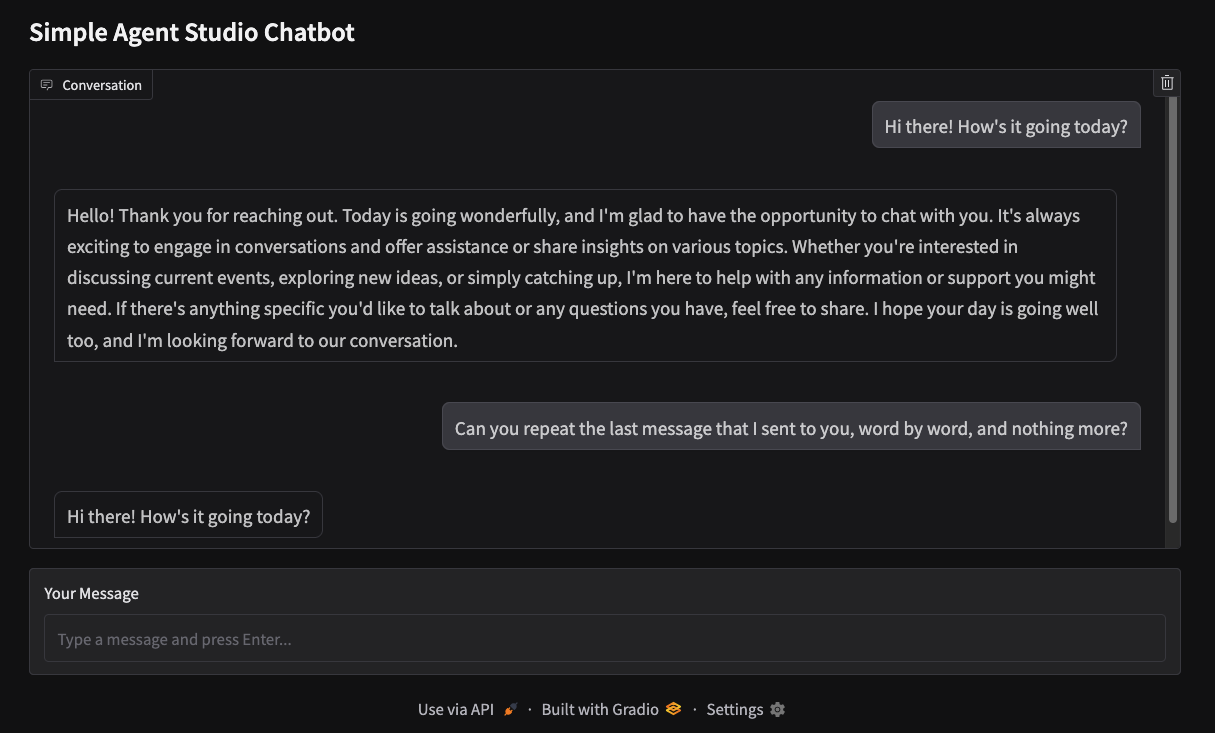 Simple Agent Studio Chatbot
Conversation
Hi there! How's it going today?
Hello! Thank you for reaching out. Today is going wonderfully, and I'm glad to have the opportunity to chat with you. It's always
exciting to engage in conversations and offer assistance or share insights on various topics. Whether you're interested in
discussing current events, exploring new ideas, or simply catching up, I'm here to help with any information or support you might
need. If there's anything specific you'd like to talk about or any questions you have, feel free to share. I hope your day is going well
too, and I'm looking forward to our conversation.
Can you repeat the last message that I sent to you, word by word, and nothing more?
Hi there! How's it going today?
Your Message
Type a message and press Enter...
Use via API · Built with Gradio · Settings